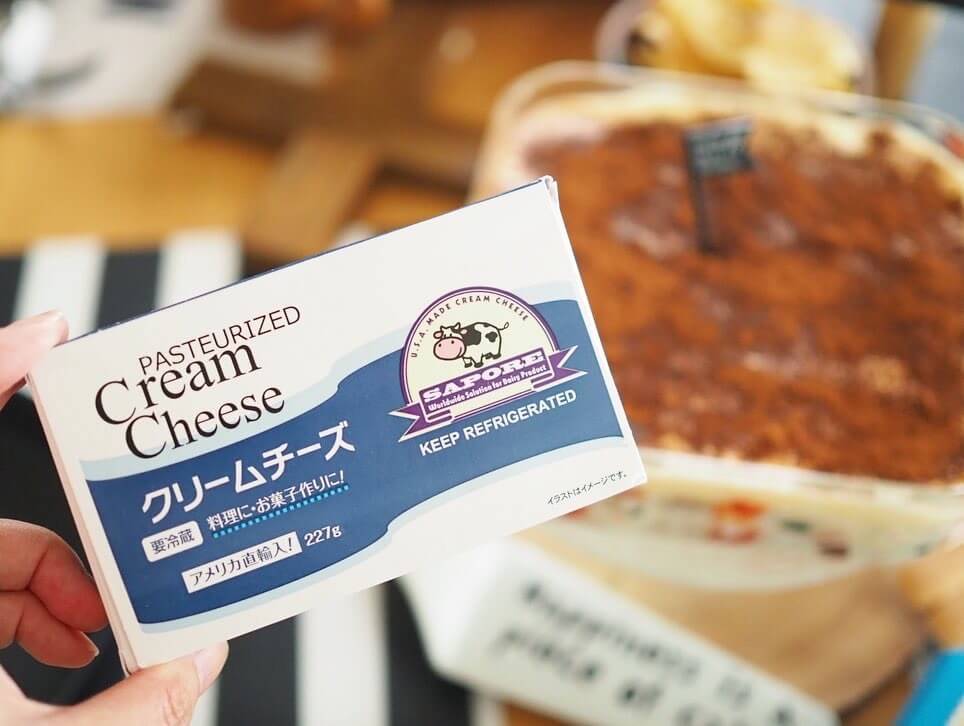 PASTEURIZED
Cream
Cheese
クリームチーズ
料理に・お菓子作りに!
要冷蔵
アメリカ直輸入!
227g
U.S.A. MADE CREAM CHEESE
SAPORE
Worldwide Solution for Dairy Product
KEEP REFRIGERATED
イラストはイメージです。